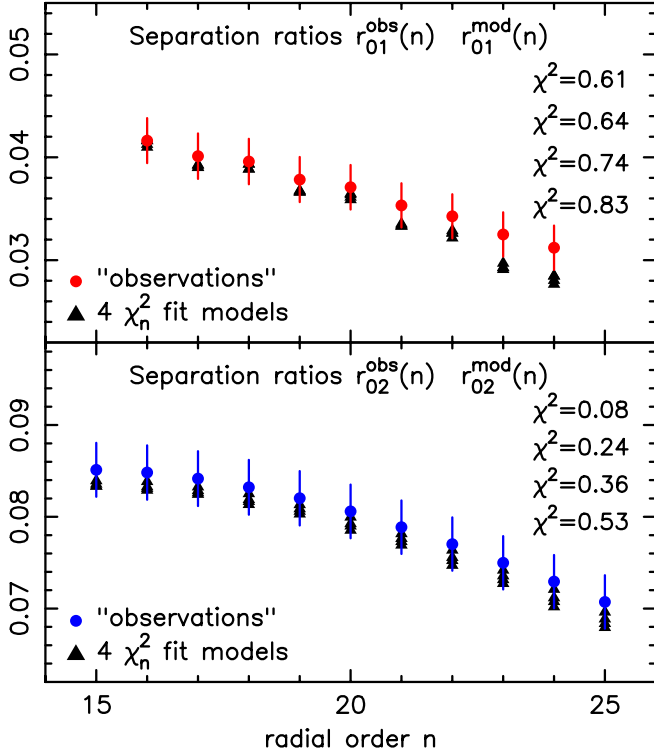 Separation ratios r₀₁ᵒᵇˢ(n) r₀₁ᵐᵒᵈ(n)
χ²=0.61
χ²=0.64
χ²=0.74
χ²=0.83
0.05
0.04
0.03
"observations"
4 χₙ² fit models
Separation ratios r₀₂ᵒᵇˢ(n) r₀₂ᵐᵒᵈ(n)
χ²=0.08
χ²=0.24
χ²=0.36
χ²=0.53
0.09
0.08
0.07
"observations"
4 χₙ² fit models
15 20 25
radial order n